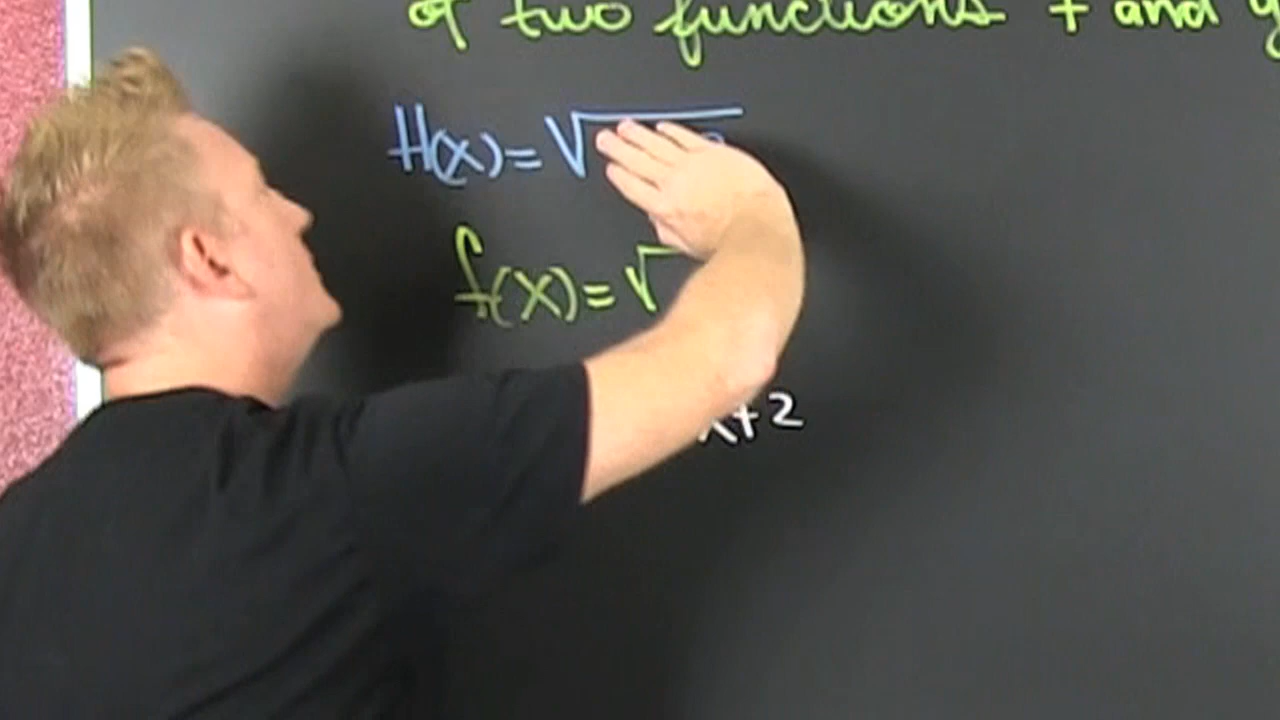 of two functions f and g
H(x)=√
f(x)=√
x+2